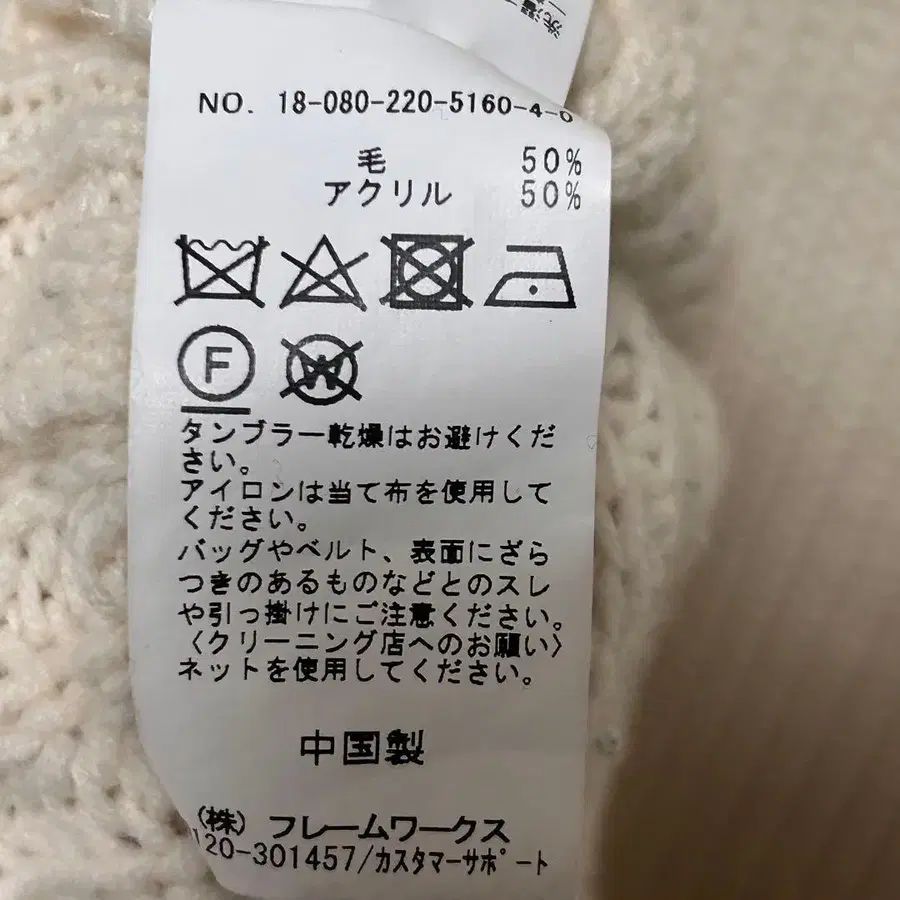 NO. 18-080-220-5160-4-0
毛 50%
アクリル 50%
F
W
タンブラー乾燥はお避けくだ
さい。
アイロンは当て布を使用して
ください。
バッグやベルト、表面にざら
つきのあるものなどとのスレ
や引っ掛けにご注意ください。
〈クリーニング店へのお願い〉
ネットを使用してください。
中国製
(株) フレームワークス
120-301457/カスタマーサポート